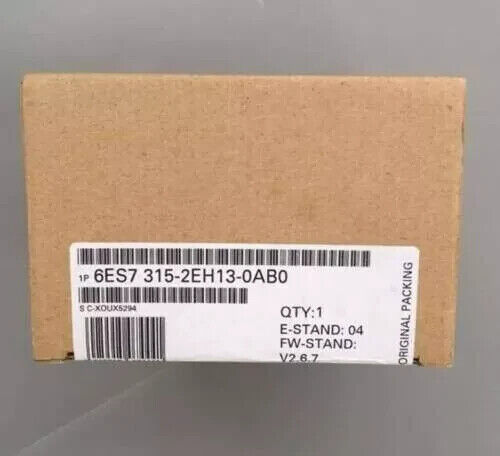 1P 6ES7 315-2EH13-0AB0
S C-XOUX5294
QTY:1
E-STAND: 04
FW-STAND:
V2.6.7
ORIGINAL PACKING